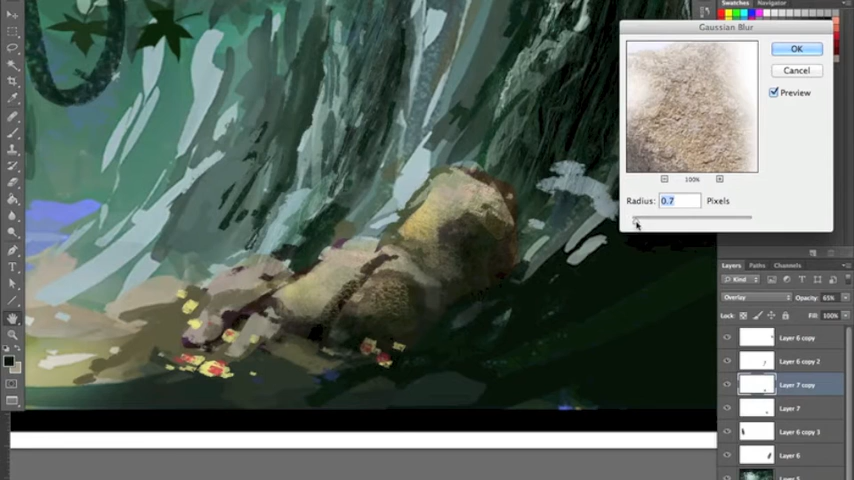 Swatches Navigator
Gaussian Blur
OK
Cancel
Preview
100%
Radius: 0.7 Pixels
Layers Paths Channels
Kind
Overlay Opacity: 65%
Lock: Fill: 100%
Layer 6 copy
Layer 6 copy 2
Layer 7 copy
Layer 7
Layer 6 copy 3
Layer 6